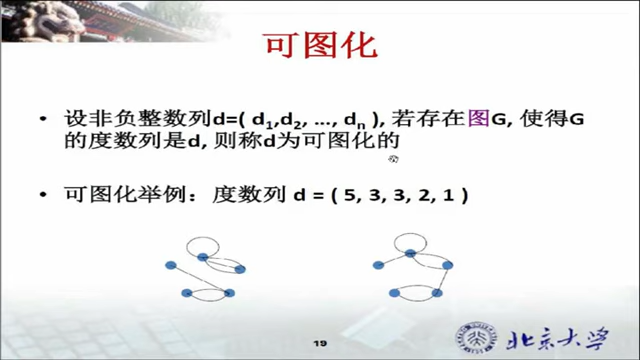 可图化
• 设非负整数列d=( d1,d2, ..., dn ), 若存在图G, 使得G
的度数列是d, 则称d为可图化的
• 可图化举例：度数列 d = ( 5, 3, 3, 2, 1 )
19
北京大学